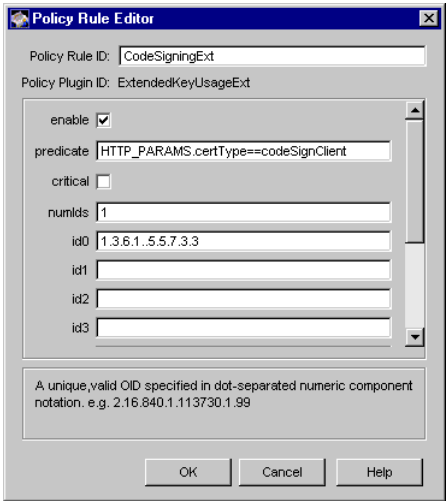 Policy Rule Editor
Policy Rule ID: CodeSigningExt
Policy Plugin ID: ExtendedKeyUsageExt
enable
predicate HTTP_PARAMS.certType==codeSignClient
critical
numIds 1
id0 1.3.6.1..5.5.7.3.3
id1
id2
id3
A unique,valid OID specified in dot-separated numeric component
notation. e.g. 2.16.840.1.113730.1.99
OK Cancel Help